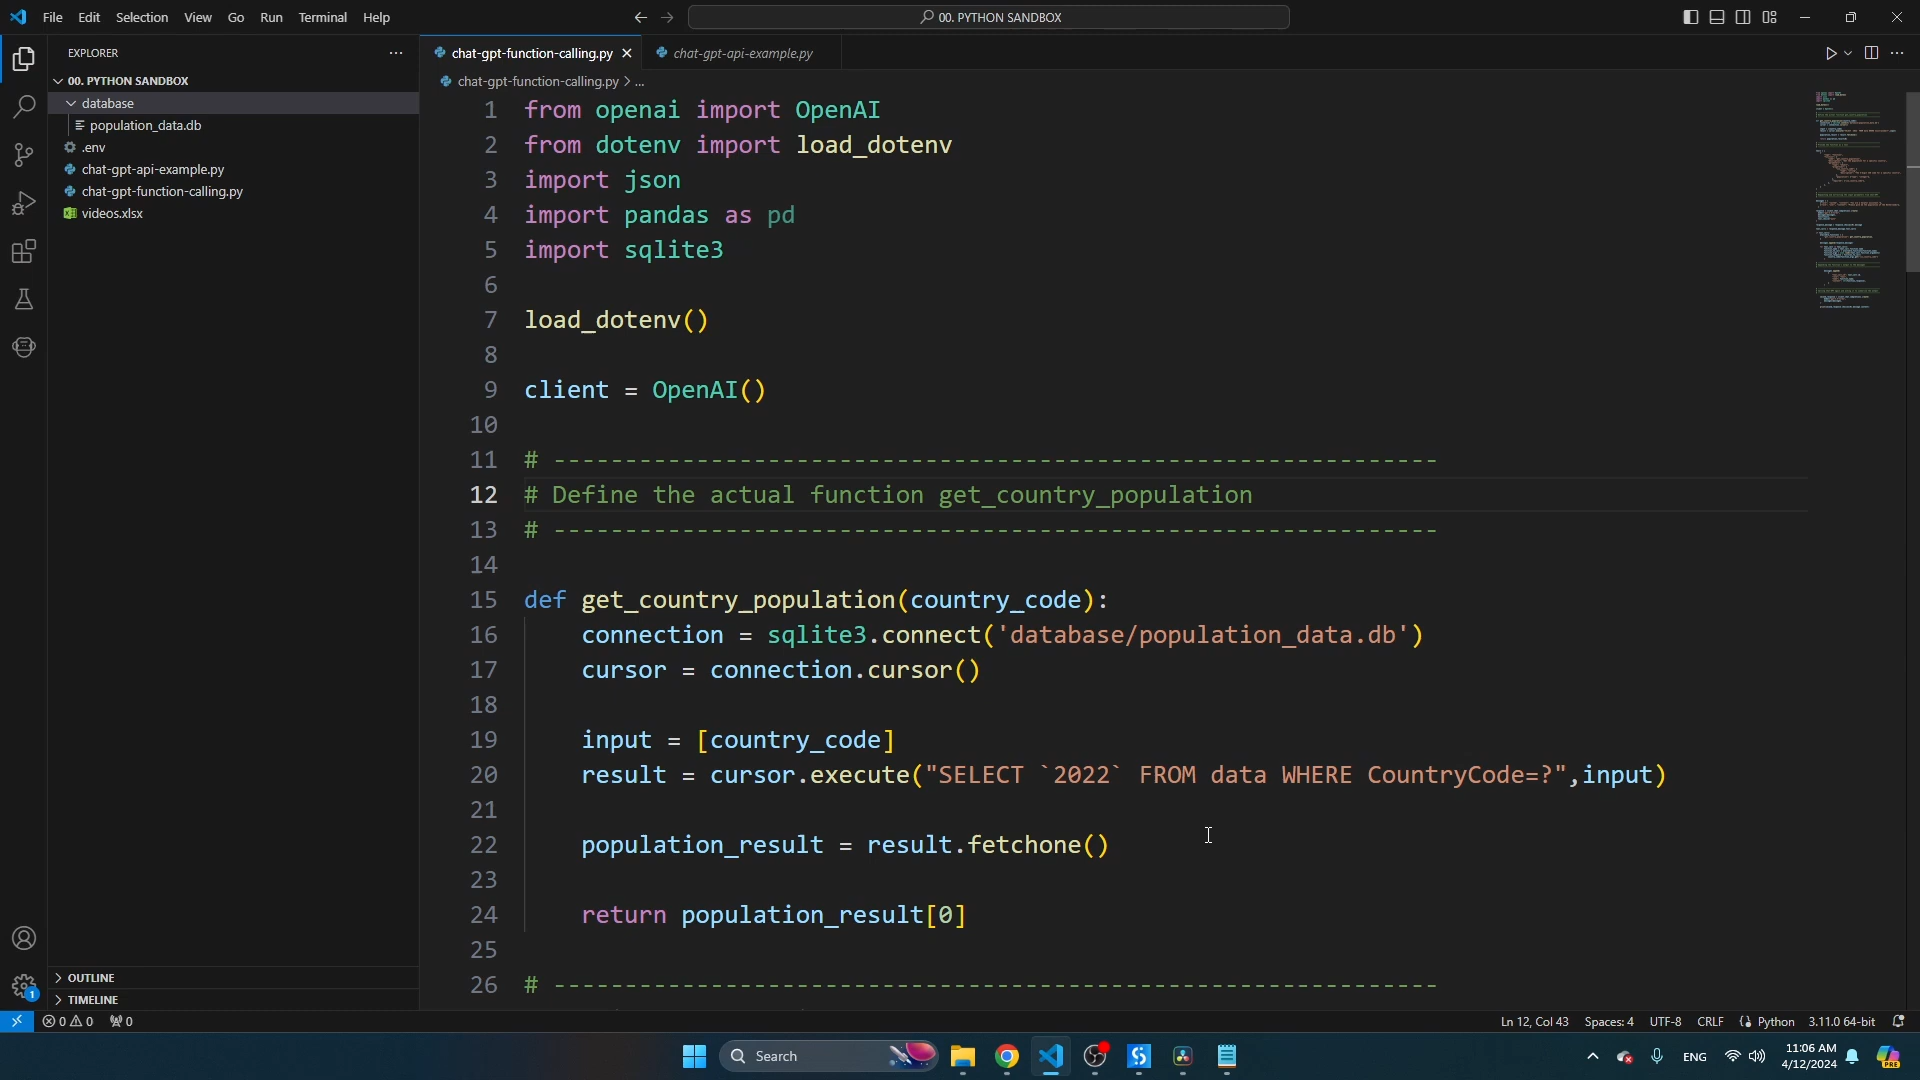 File Edit Selection View Go Run Terminal Help
00. PYTHON SANDBOX
EXPLORER
00. PYTHON SANDBOX
database
population_data.db
.env
chat-gpt-api-example.py
chat-gpt-function-calling.py
videos.xlsx
OUTLINE
TIMELINE
chat-gpt-function-calling.py chat-gpt-api-example.py
chat-gpt-function-calling.py > ...
1 from openai import OpenAI
2 from dotenv import load_dotenv
3 import json
4 import pandas as pd
5 import sqlite3
6
7 load_dotenv()
8
9 client = OpenAI()
10
11 # --------------------------------------------------------------
12 # Define the actual function get_country_population
13 # --------------------------------------------------------------
14
15 def get_country_population(country_code):
16 connection = sqlite3.connect('database/population_data.db')
17 cursor = connection.cursor()
18
19 input = [country_code]
20 result = cursor.execute("SELECT `2022` FROM data WHERE CountryCode=?",input)
21
22 population_result = result.fetchone()
23
24 return population_result[0]
25
26 # --------------------------------------------------------------
1
0 0 0
Ln 12, Col 43 Spaces: 4 UTF-8 CRLF Python 3.11.0 64-bit
Search
ENG
11:06 AM
4/12/2024
PRE